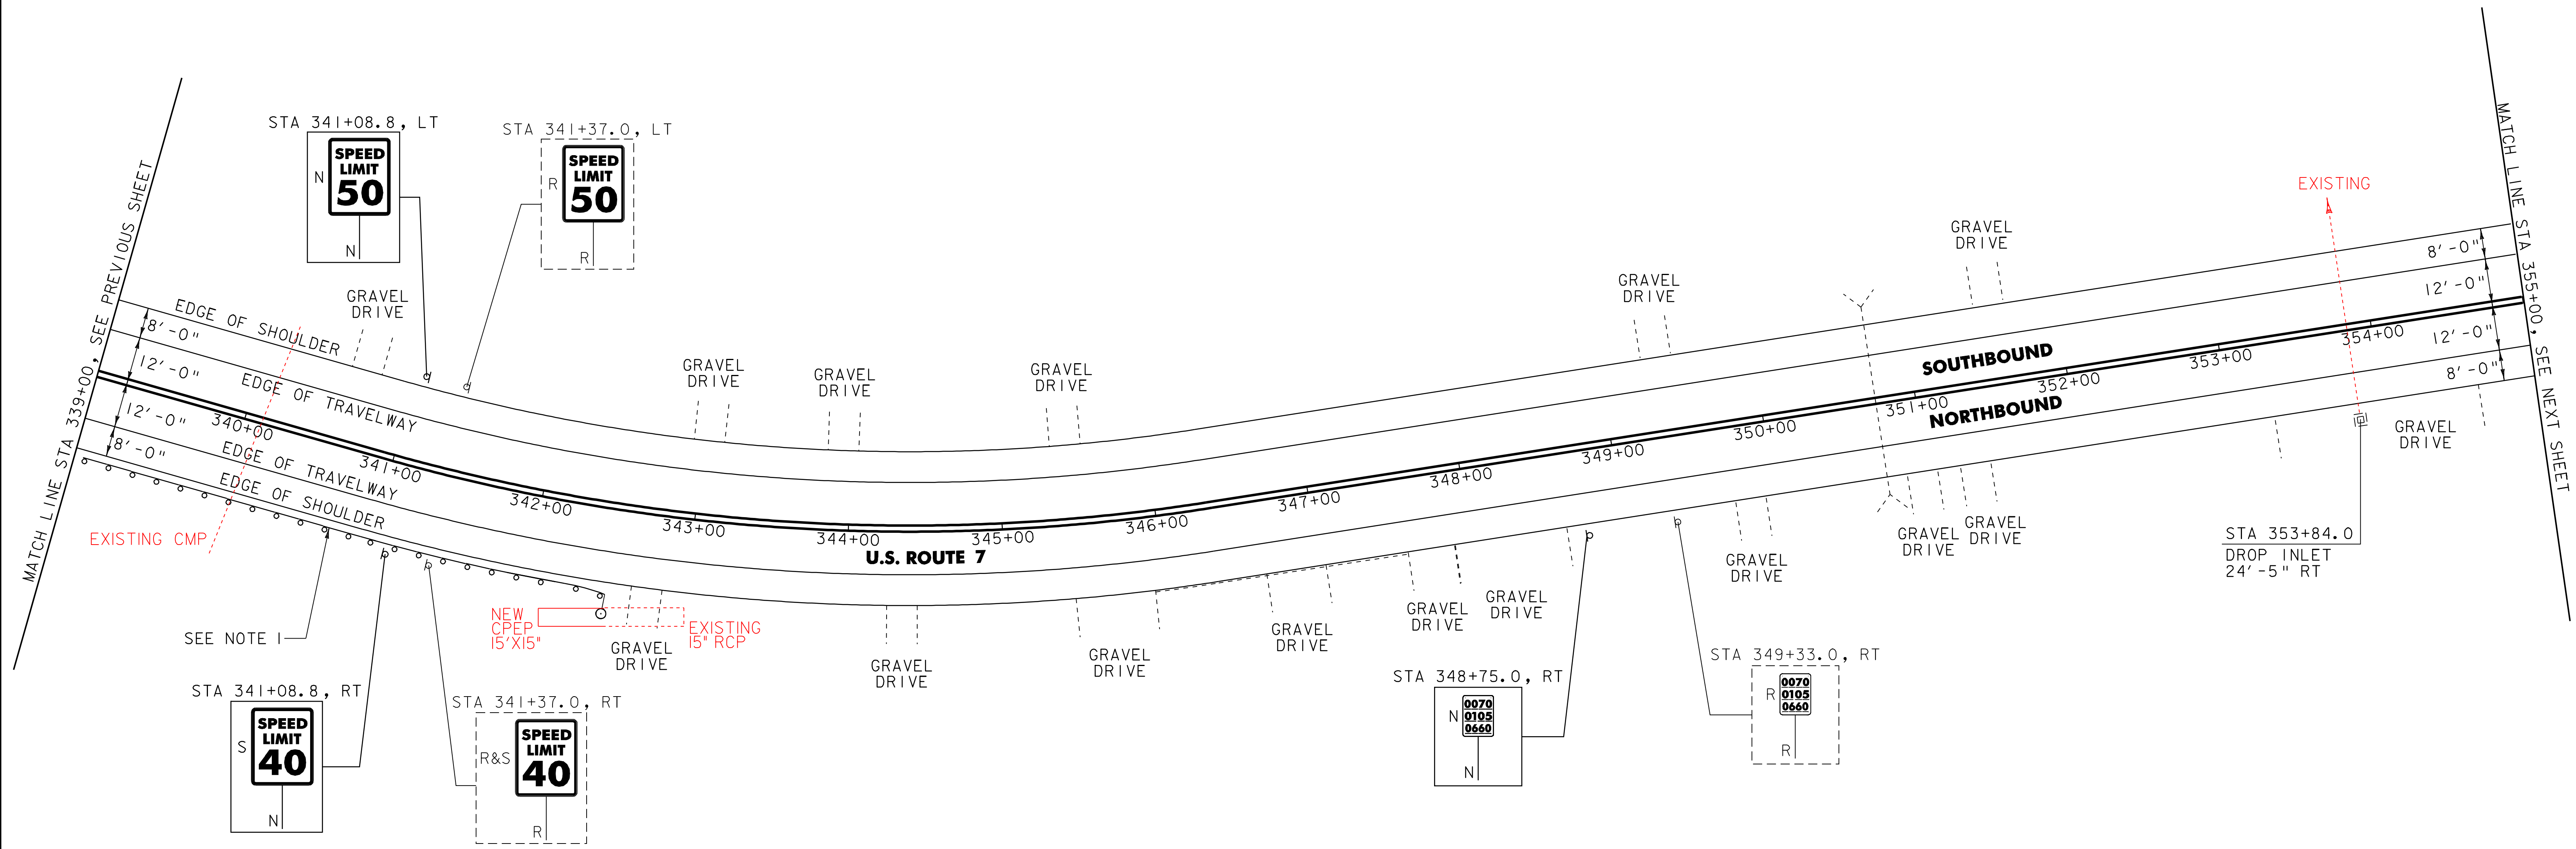 STA 341+08.8, LT
SPEED
LIMIT
50
N
N
STA 341+37.0, LT
SPEED
LIMIT
50
R
R
MATCH LINE STA 339+00, SEE PREVIOUS SHEET
EDGE OF SHOULDER
8'-0"
12'-0"
EDGE OF TRAVELWAY
12'-0"
8'-0"
EDGE OF TRAVELWAY
EDGE OF SHOULDER
EXISTING CMP
SEE NOTE 1
GRAVEL
DRIVE
GRAVEL
DRIVE
GRAVEL
DRIVE
GRAVEL
DRIVE
GRAVEL
DRIVE
GRAVEL
DRIVE
EXISTING
MATCH LINE STA 355+00, SEE NEXT SHEET
8'-0"
12'-0"
12'-0"
8'-0"
340+00
341+00
342+00
343+00
344+00
345+00
346+00
347+00
348+00
349+00
350+00
351+00
352+00
353+00
354+00
SOUTHBOUND
NORTHBOUND
U.S. ROUTE 7
NEW
CPEP
15'X15"
EXISTING
15" RCP
GRAVEL
DRIVE
GRAVEL
DRIVE
GRAVEL
DRIVE
GRAVEL
DRIVE
GRAVEL
DRIVE
GRAVEL
DRIVE
GRAVEL
DRIVE
GRAVEL
DRIVE
GRAVEL
DRIVE
GRAVEL
DRIVE
STA 353+84.0
DROP INLET
24'-5" RT
STA 341+08.8, RT
S
SPEED
LIMIT
40
N
STA 341+37.0, RT
R&S
SPEED
LIMIT
40
R
STA 348+75.0, RT
N
0070
0105
0660
N
STA 349+33.0, RT
R
0070
0105
0660
R